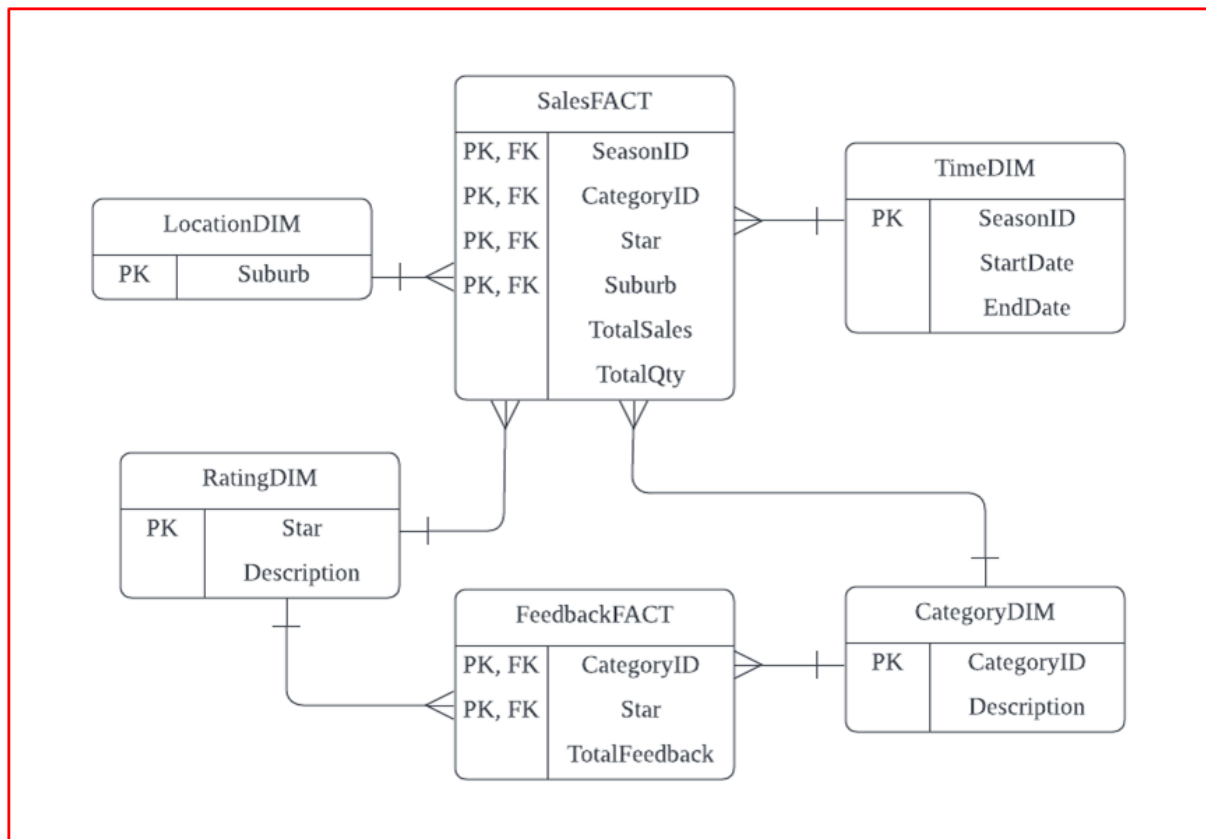 SalesFACT
PK, FK SeasonID
PK, FK CategoryID
PK, FK Star
PK, FK Suburb
TotalSales
TotalQty
TimeDIM
PK SeasonID
StartDate
EndDate
LocationDIM
PK Suburb
RatingDIM
PK Star
Description
FeedbackFACT
PK, FK CategoryID
PK, FK Star
TotalFeedback
CategoryDIM
PK CategoryID
Description